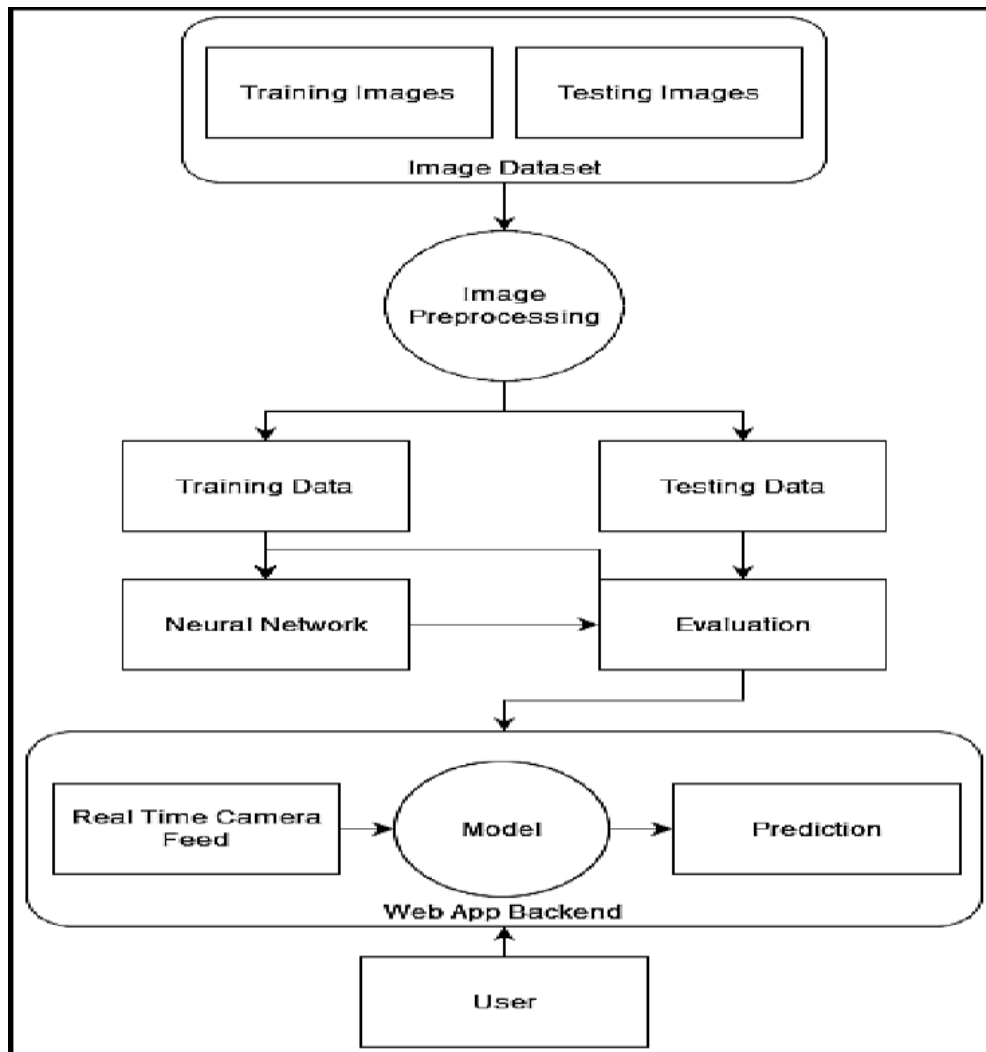 Training Images
Testing Images
Image Dataset
Image
Preprocessing
Training Data
Testing Data
Neural Network
Evaluation
Real Time Camera
Feed
Model
Prediction
Web App Backend
User